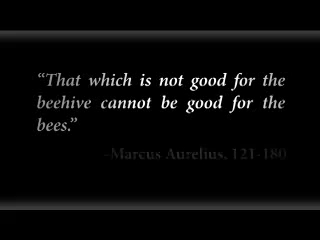 “That which is not good for the
beehive cannot be good for the
bees.”
-Marcus Aurelius, 121-180